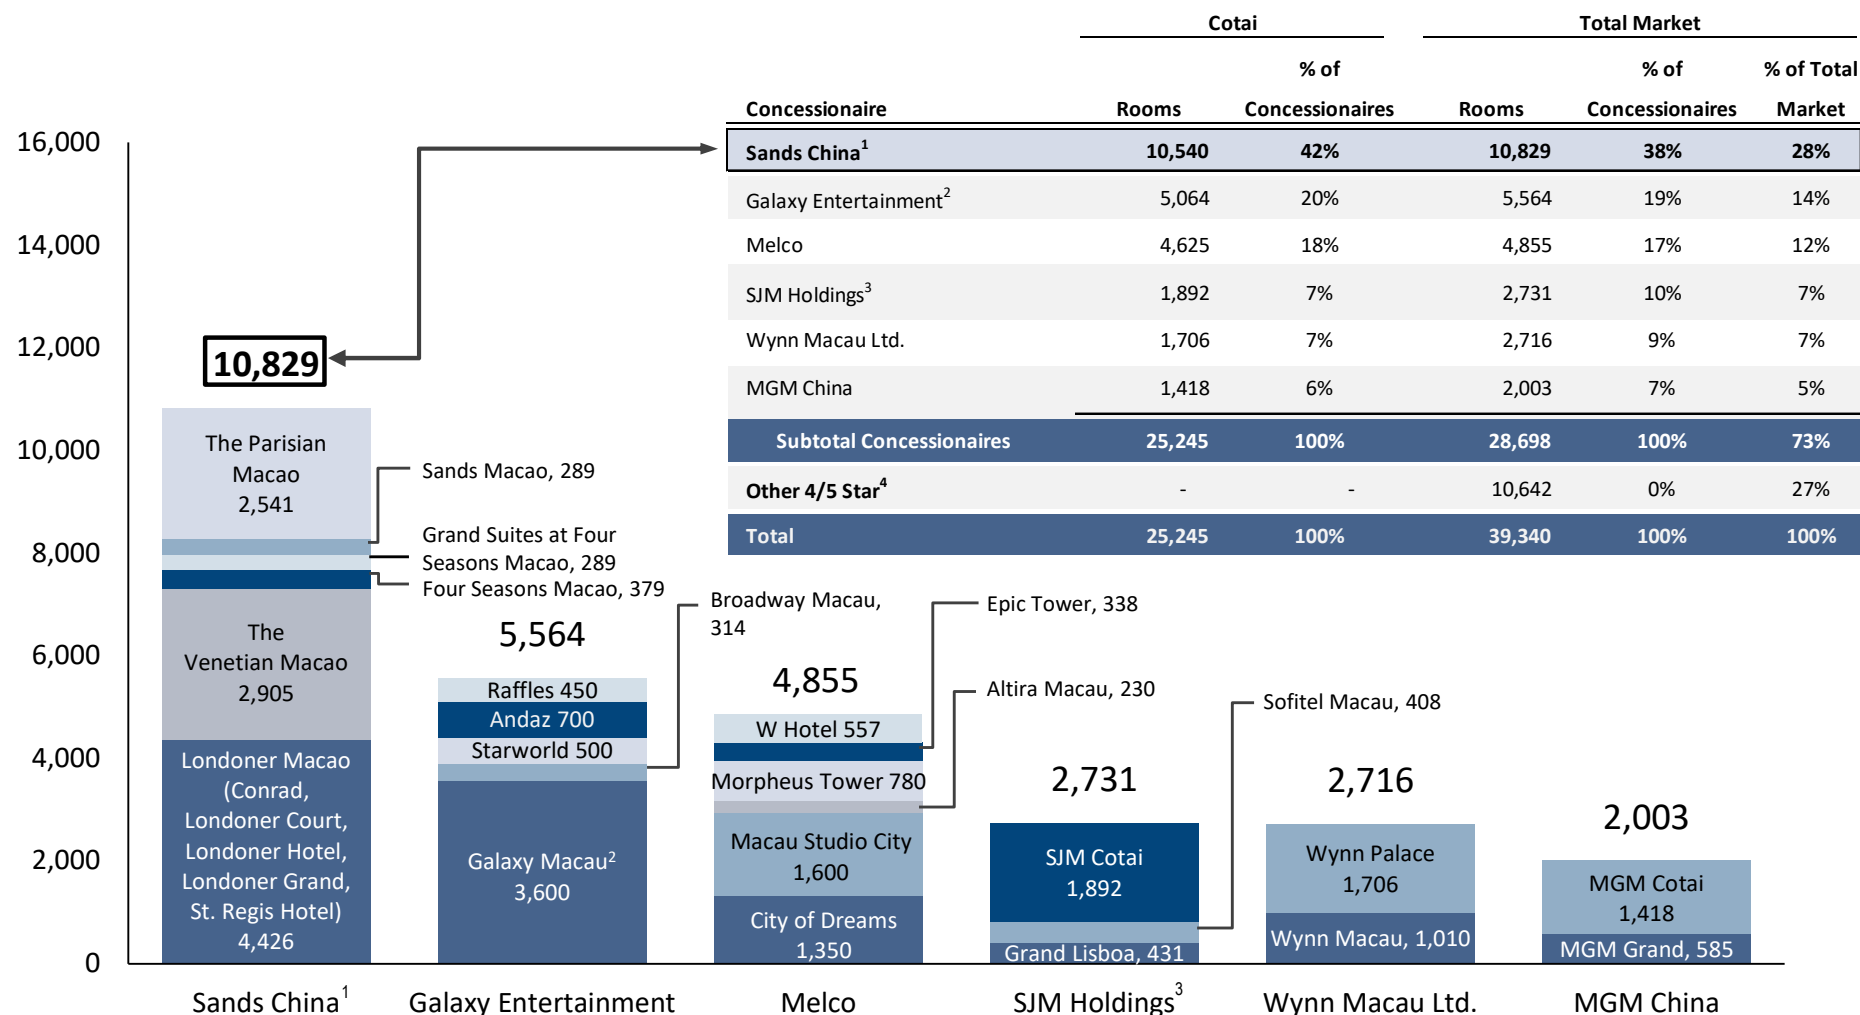 Cotai Total Market
% of % of % of Total
Concessionaire Rooms Concessionaires Rooms Concessionaires Market
Sands China1 10,540 42% 10,829 38% 28%
Galaxy Entertainment2 5,064 20% 5,564 19% 14%
Melco 4,625 18% 4,855 17% 12%
SJM Holdings3 1,892 7% 2,731 10% 7%
Wynn Macau Ltd. 1,706 7% 2,716 9% 7%
MGM China 1,418 6% 2,003 7% 5%
Subtotal Concessionaires 25,245 100% 28,698 100% 73%
Other 4/5 Star4 - - 10,642 0% 27%
Total 25,245 100% 39,340 100% 100%
16,000
14,000
12,000
10,000
8,000
6,000
4,000
2,000
0
10,829
The Parisian
Macao
2,541
Sands Macao, 289
Grand Suites at Four
Seasons Macao, 289
Four Seasons Macao, 379
The
Venetian Macao
2,905
Londoner Macao
(Conrad,
Londoner Court,
Londoner Hotel,
Londoner Grand,
St. Regis Hotel)
4,426
5,564
Raffles 450
Andaz 700
Starworld 500
Broadway Macau,
314
Galaxy Macau2
3,600
4,855
W Hotel 557
Epic Tower, 338
Morpheus Tower 780
Altira Macau, 230
Macau Studio City
1,600
City of Dreams
1,350
2,731
SJM Cotai
1,892
Sofitel Macau, 408
Grand Lisboa, 431
2,716
Wynn Palace
1,706
Wynn Macau, 1,010
2,003
MGM Cotai
1,418
MGM Grand, 585
Sands China1
Galaxy Entertainment
Melco
SJM Holdings3
Wynn Macau Ltd.
MGM China